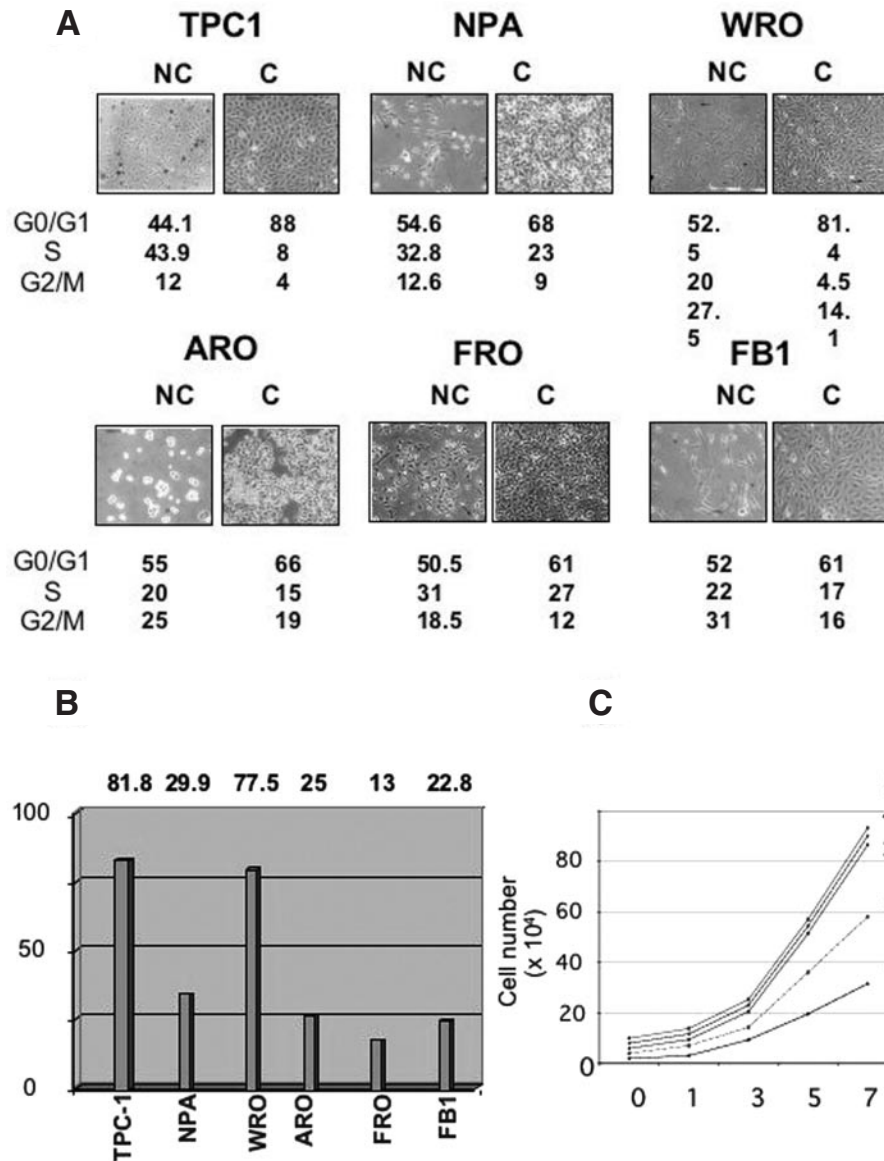 A
TPC1 NPA WRO
NC C NC C NC C
G0/G1 44.1 88 54.6 68 52. 81.
S 43.9 8 32.8 23 5 4
G2/M 12 4 12.6 9 20 4.5
27. 14.
5 1
ARO FRO FB1
NC C NC C NC C
G0/G1 55 66 50.5 61 52 61
S 20 15 31 27 22 17
G2/M 25 19 18.5 12 31 16
B
81.8 29.9 77.5 25 13 22.8
100
50
0
TPC-1 NPA WRO ARO FRO FB1
C
Cell number
(x 10⁴)
80
60
40
20
0
0 1 3 5 7